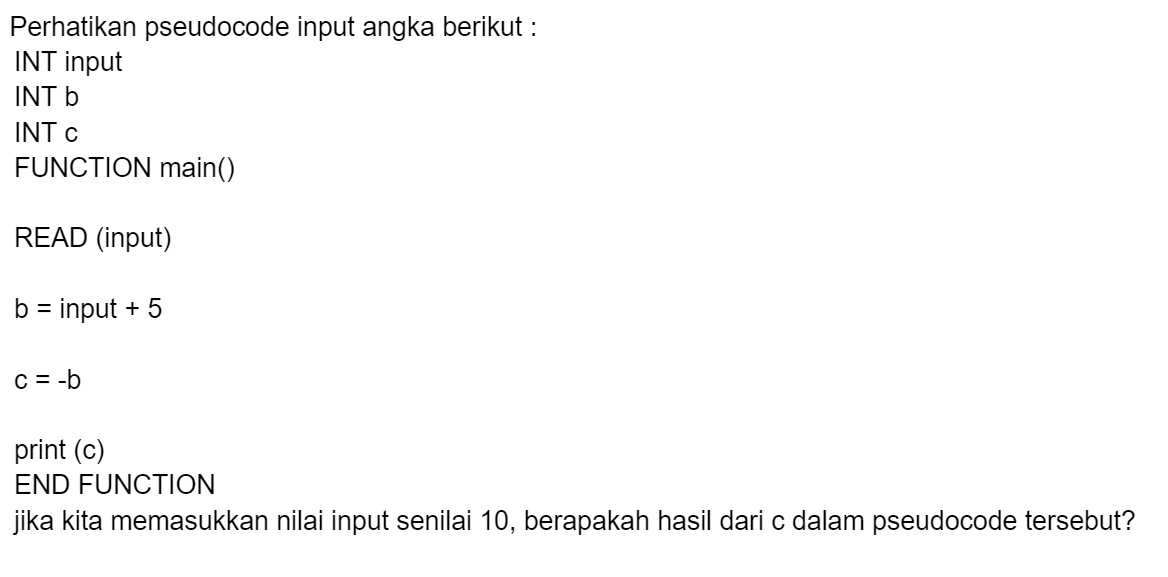 Perhatikan pseudocode input angka berikut :
INT input
INT b
INT c
FUNCTION main()
READ (input)
b = input + 5
c = -b
print (c)
END FUNCTION
jika kita memasukkan nilai input senilai 10, berapakah hasil dari c dalam pseudocode tersebut?